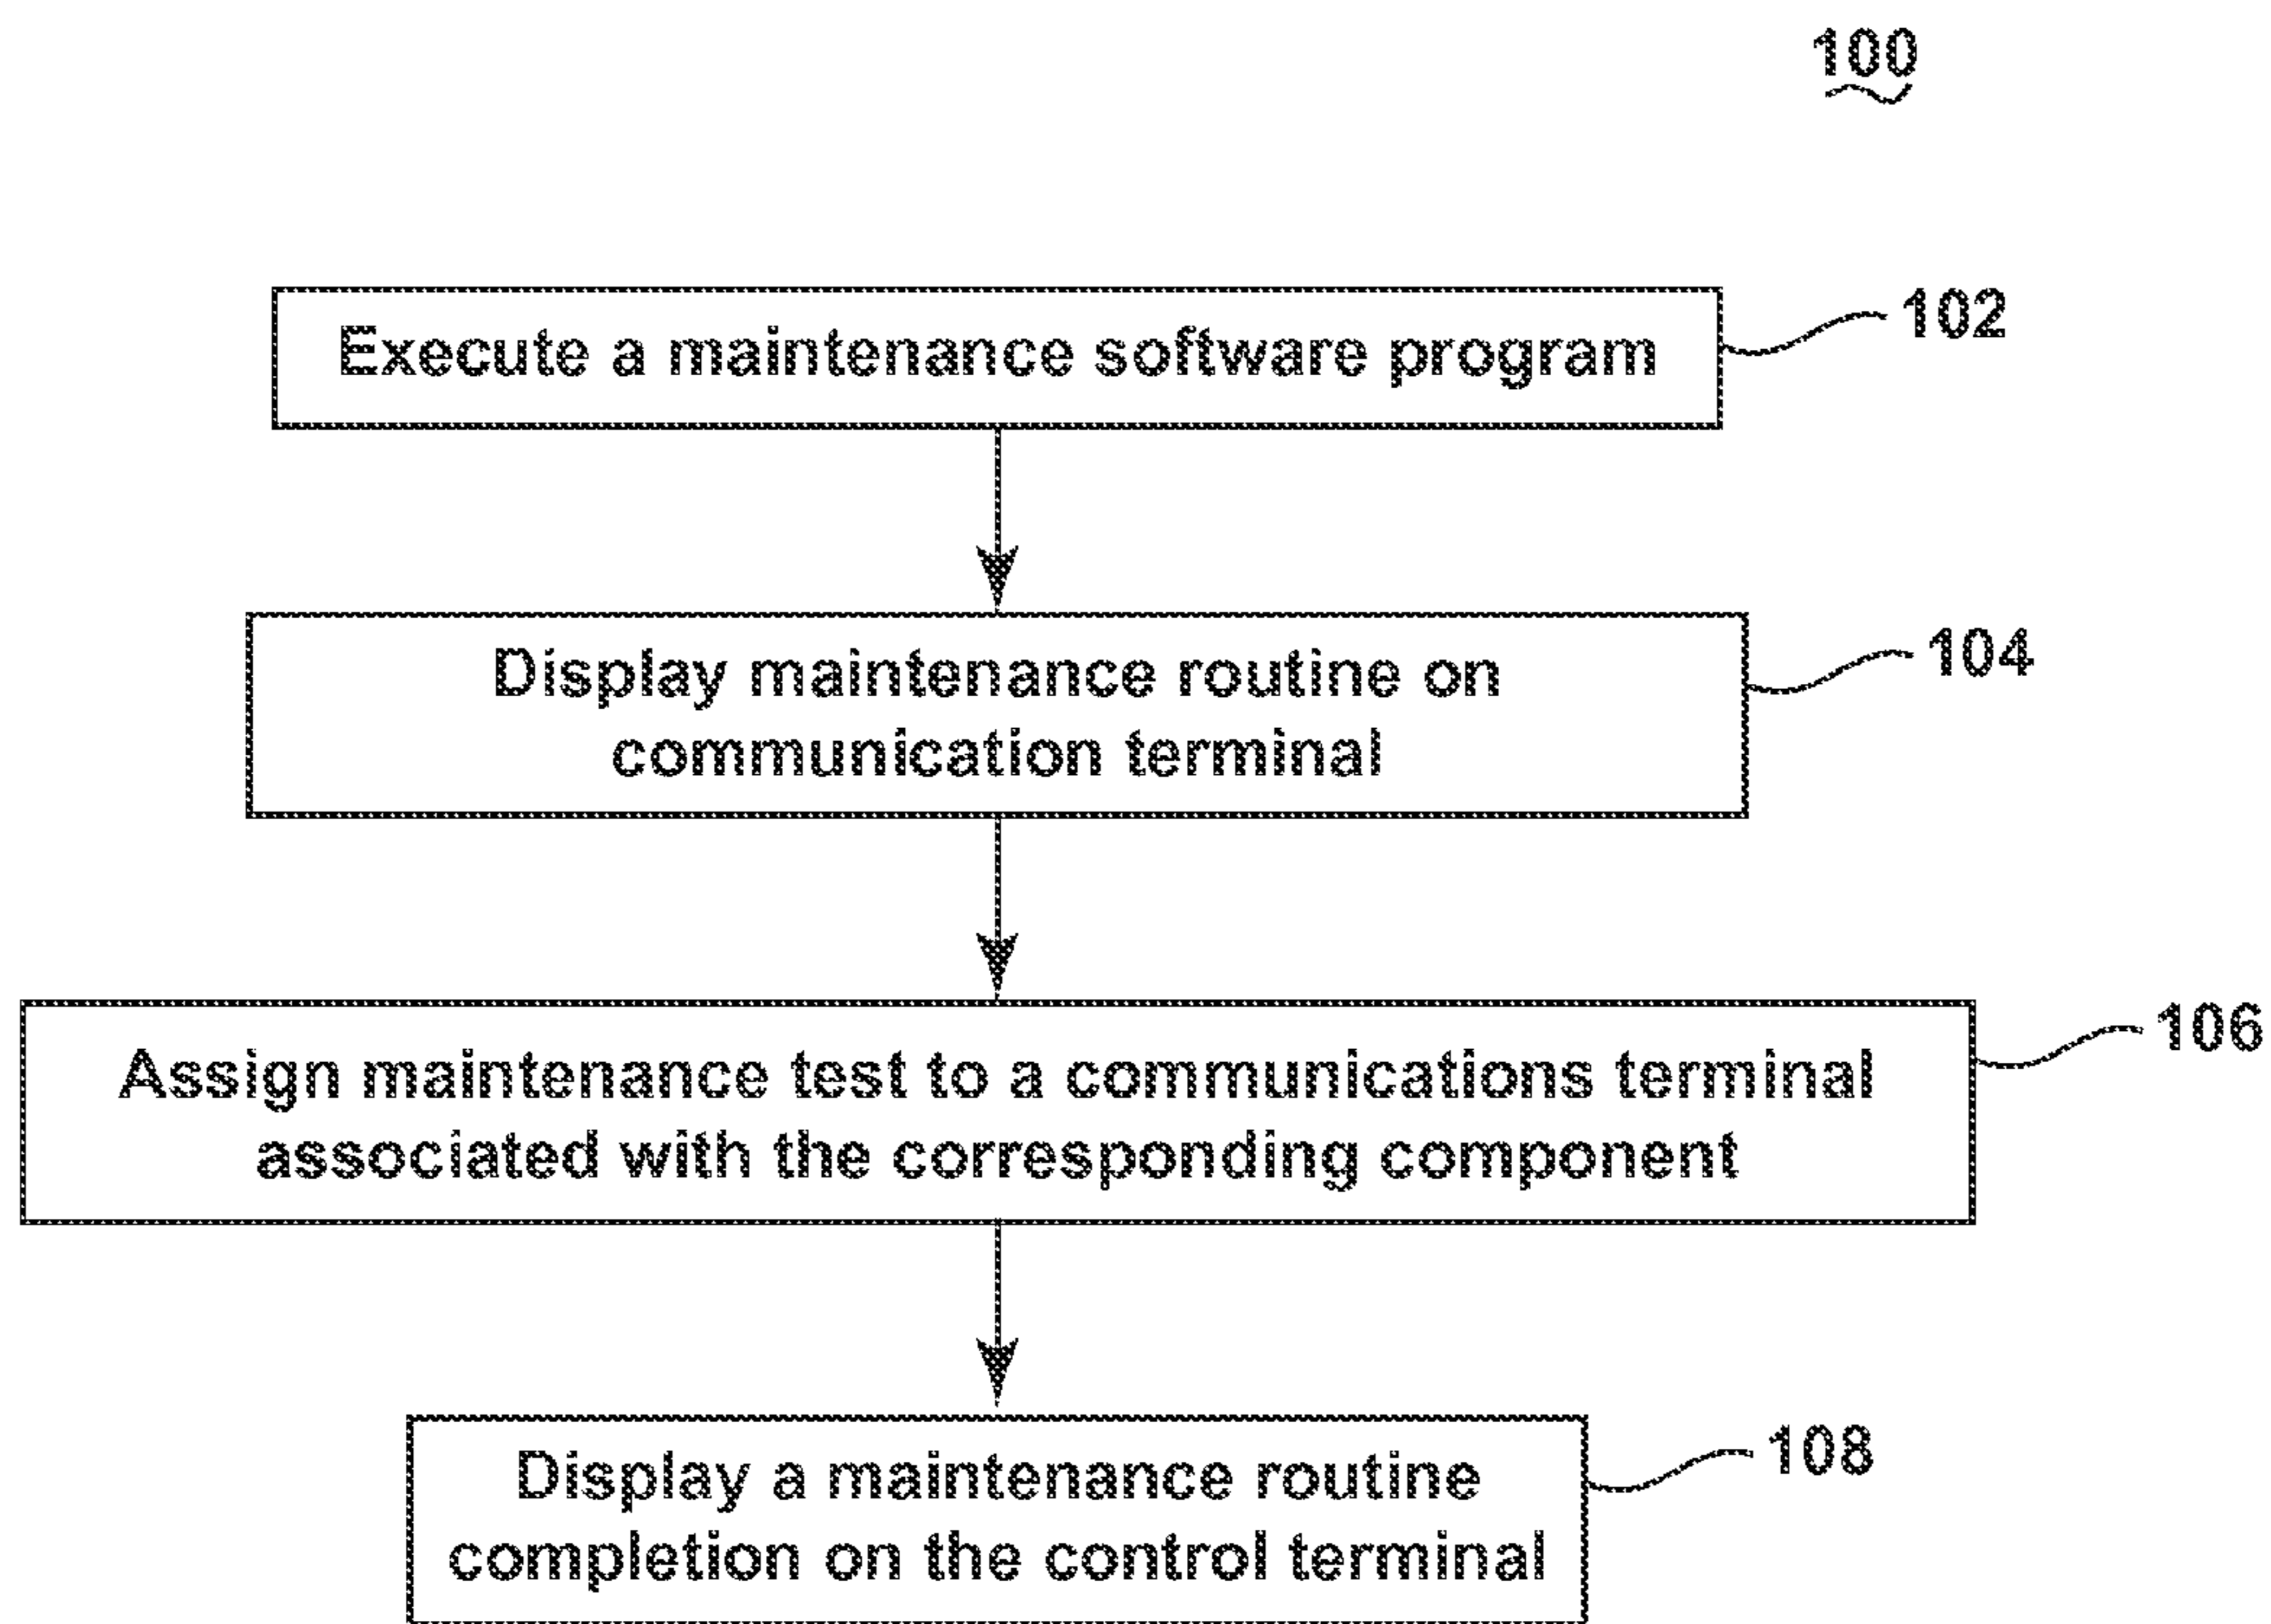 100
Execute a maintenance software program
102
Display maintenance routine on
communication terminal
104
Assign maintenance test to a communications terminal
associated with the corresponding component
106
Display a maintenance routine
completion on the control terminal
108